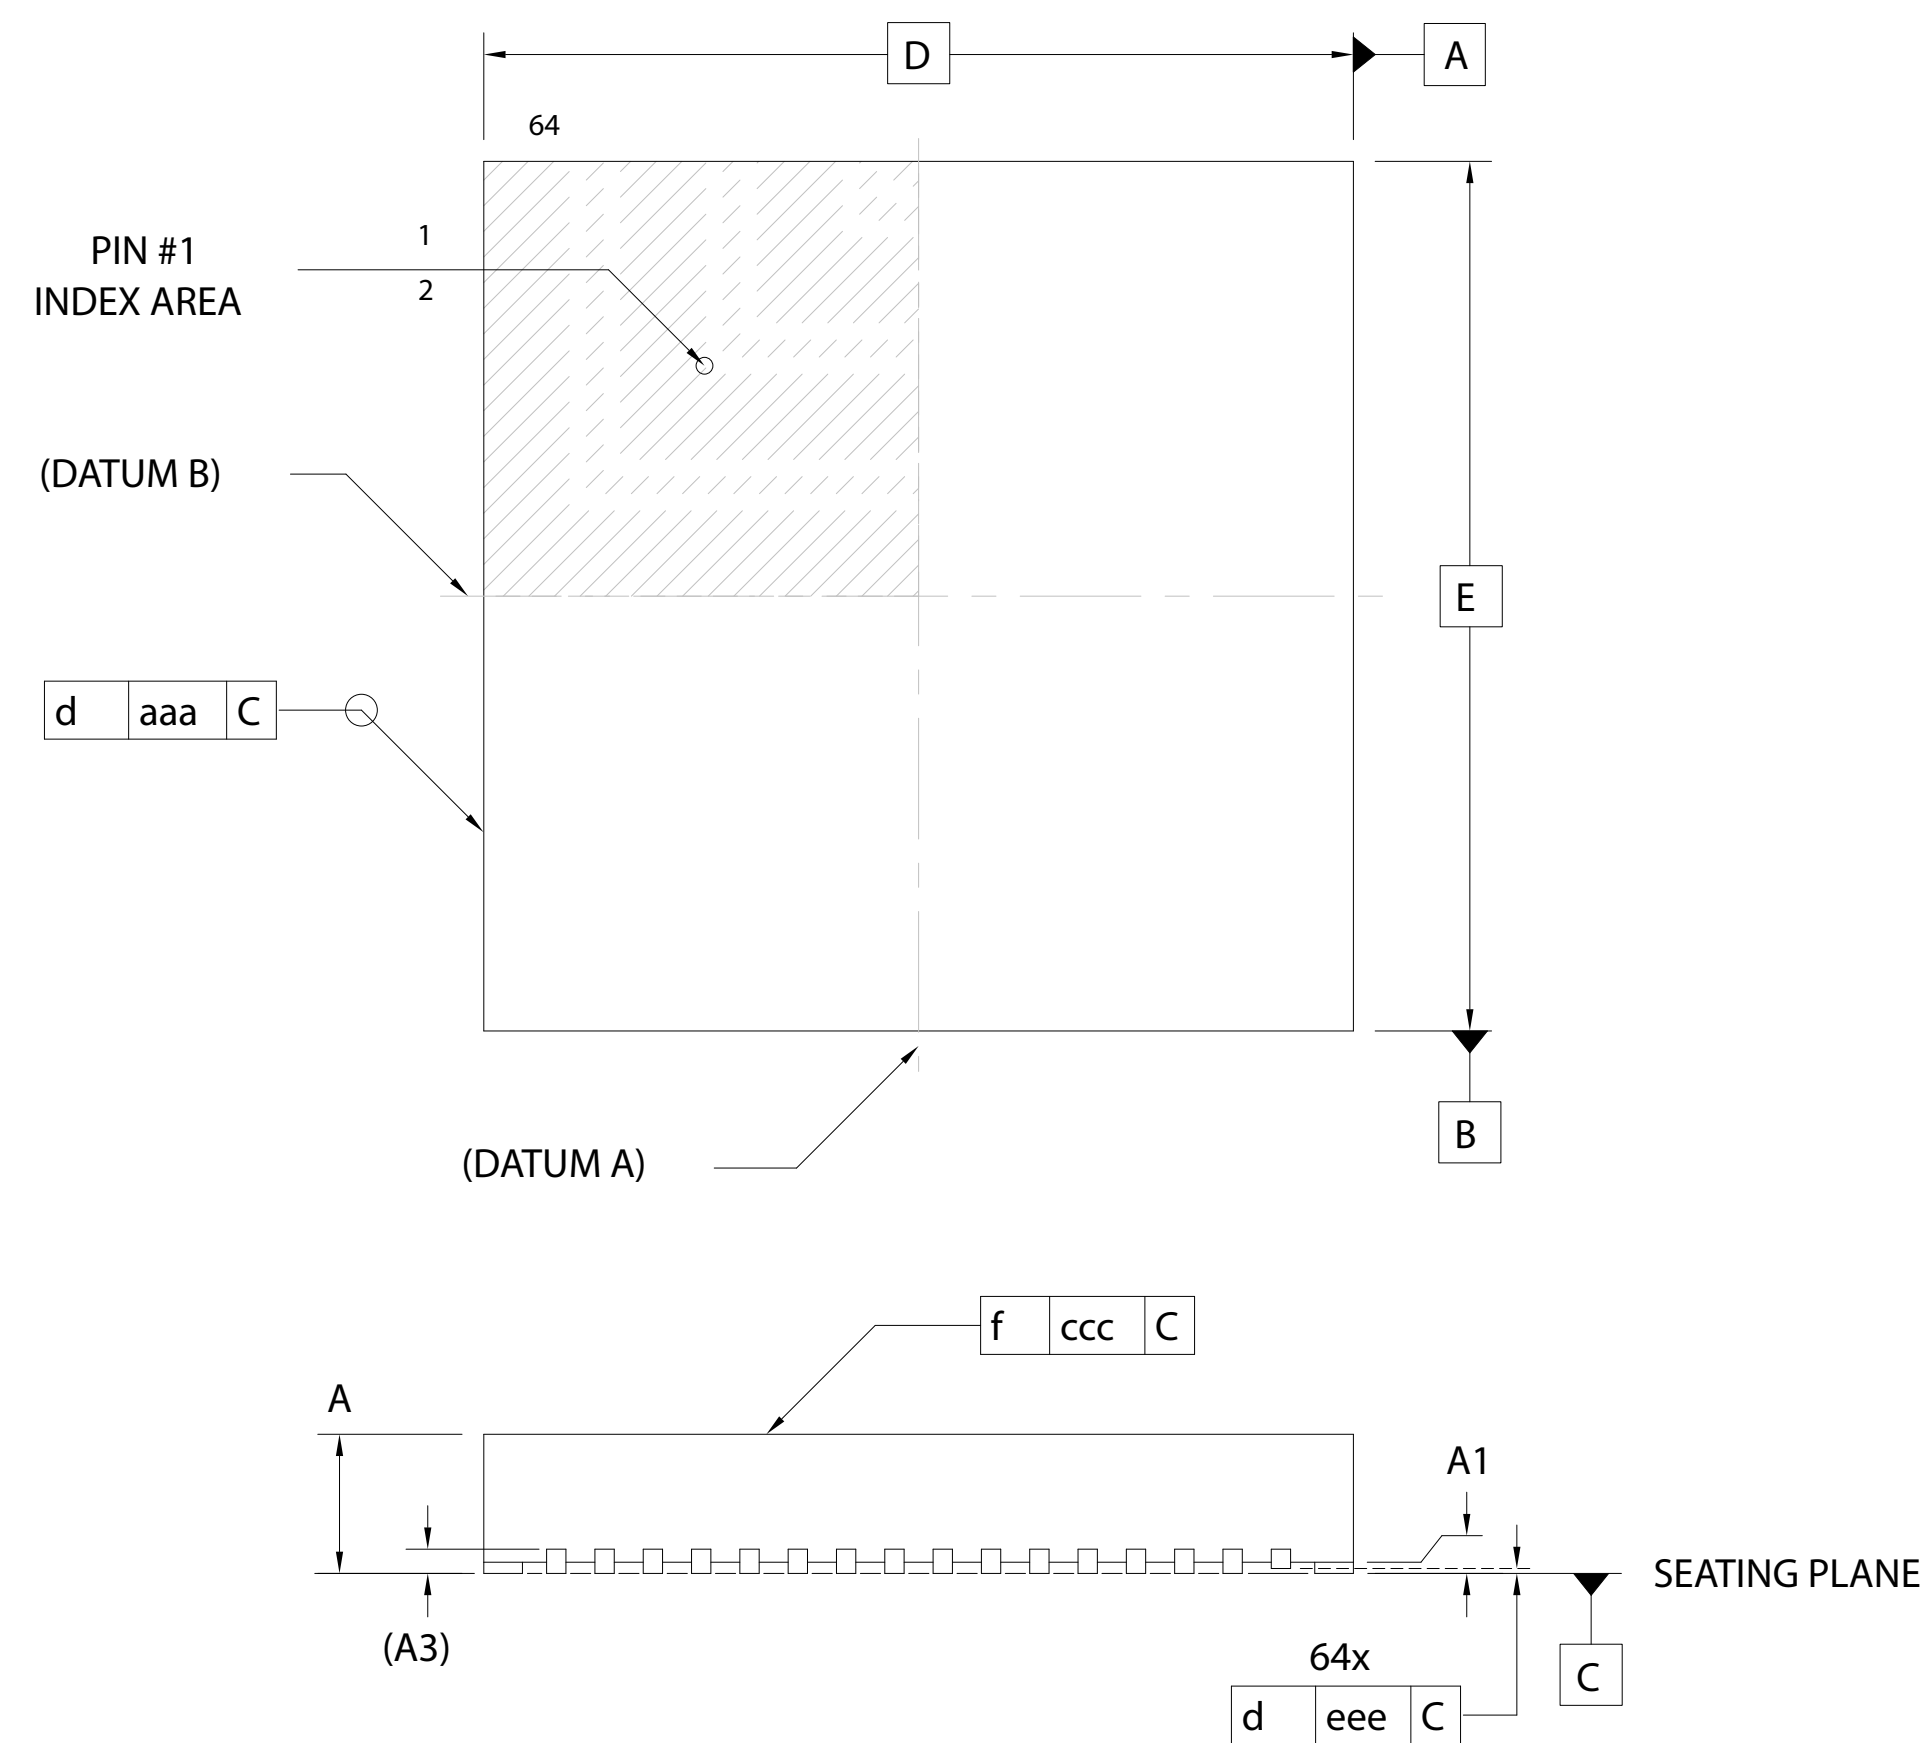 D
A
64
PIN #1
INDEX AREA
1
2
(DATUM B)
E
d aaa C
B
(DATUM A)
f ccc C
A
A1
SEATING PLANE
(A3)
64x
C
d eee C